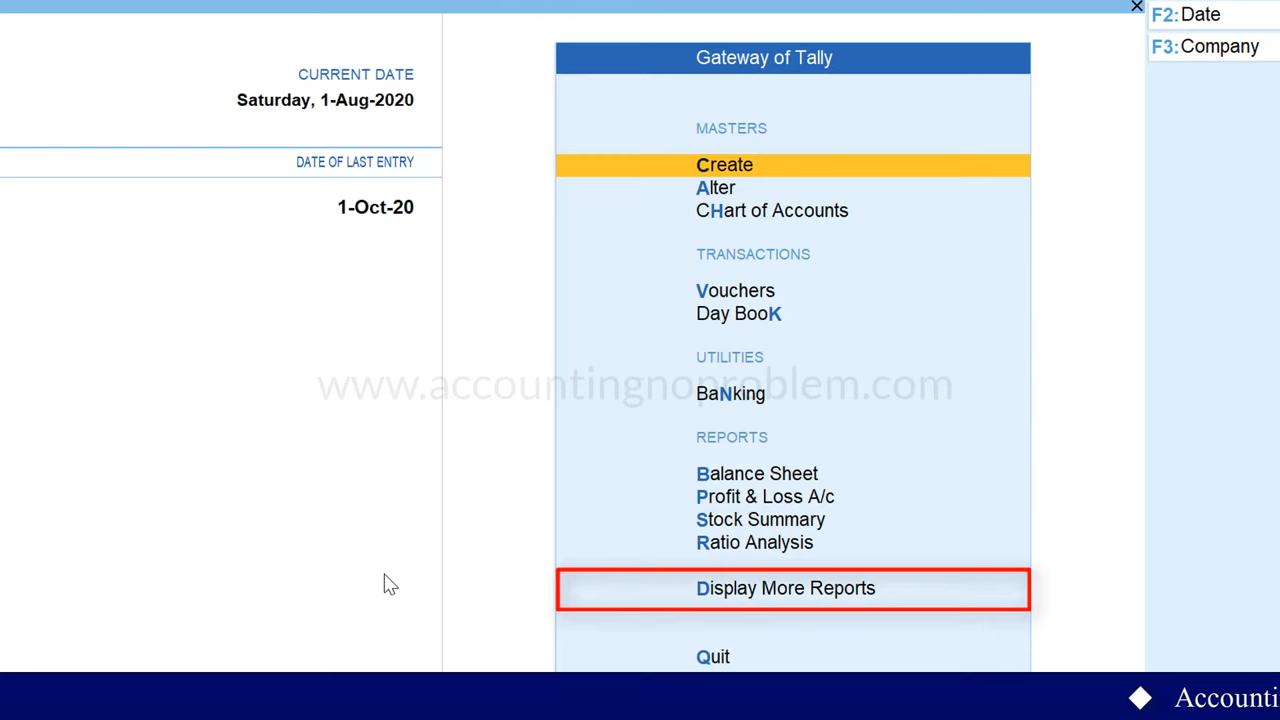 F2: Date
F3: Company
CURRENT DATE
Saturday, 1-Aug-2020
DATE OF LAST ENTRY
1-Oct-20
Gateway of Tally
MASTERS
Create
Alter
CHart of Accounts
TRANSACTIONS
Vouchers
Day BooK
UTILITIES
BaNking
REPORTS
Balance Sheet
Profit & Loss A/c
Stock Summary
Ratio Analysis
Display More Reports
Quit
www.accountingnoproblem.com
Accounti